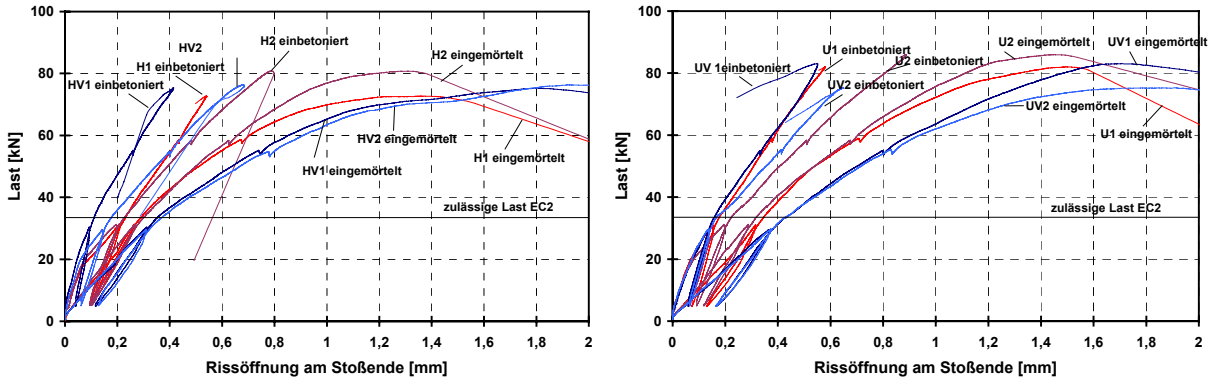 100
80
60
40
20
0
Last [kN]
0
0,2
0,4
0,6
0,8
1
1,2
1,4
1,6
1,8
2
Rissöffnung am Stoßende [mm]
HV2
H2 einbetoniert
H1 einbetoniert
HV1 einbetoniert
H2 eingemörtelt
HV2 eingemörtelt
H1 eingemörtelt
HV1 eingemörtelt
zulässige Last EC2
100
80
60
40
20
0
Last [kN]
0
0,2
0,4
0,6
0,8
1
1,2
1,4
1,6
1,8
2
Rissöffnung am Stoßende [mm]
U1 einbetoniert
U2 eingemörtelt
UV1 eingemörtelt
UV 1einbetoniert
U2 einbetoniert
UV2 einbetoniert
UV2 eingemörtelt
U1 eingemörtelt
zulässige Last EC2